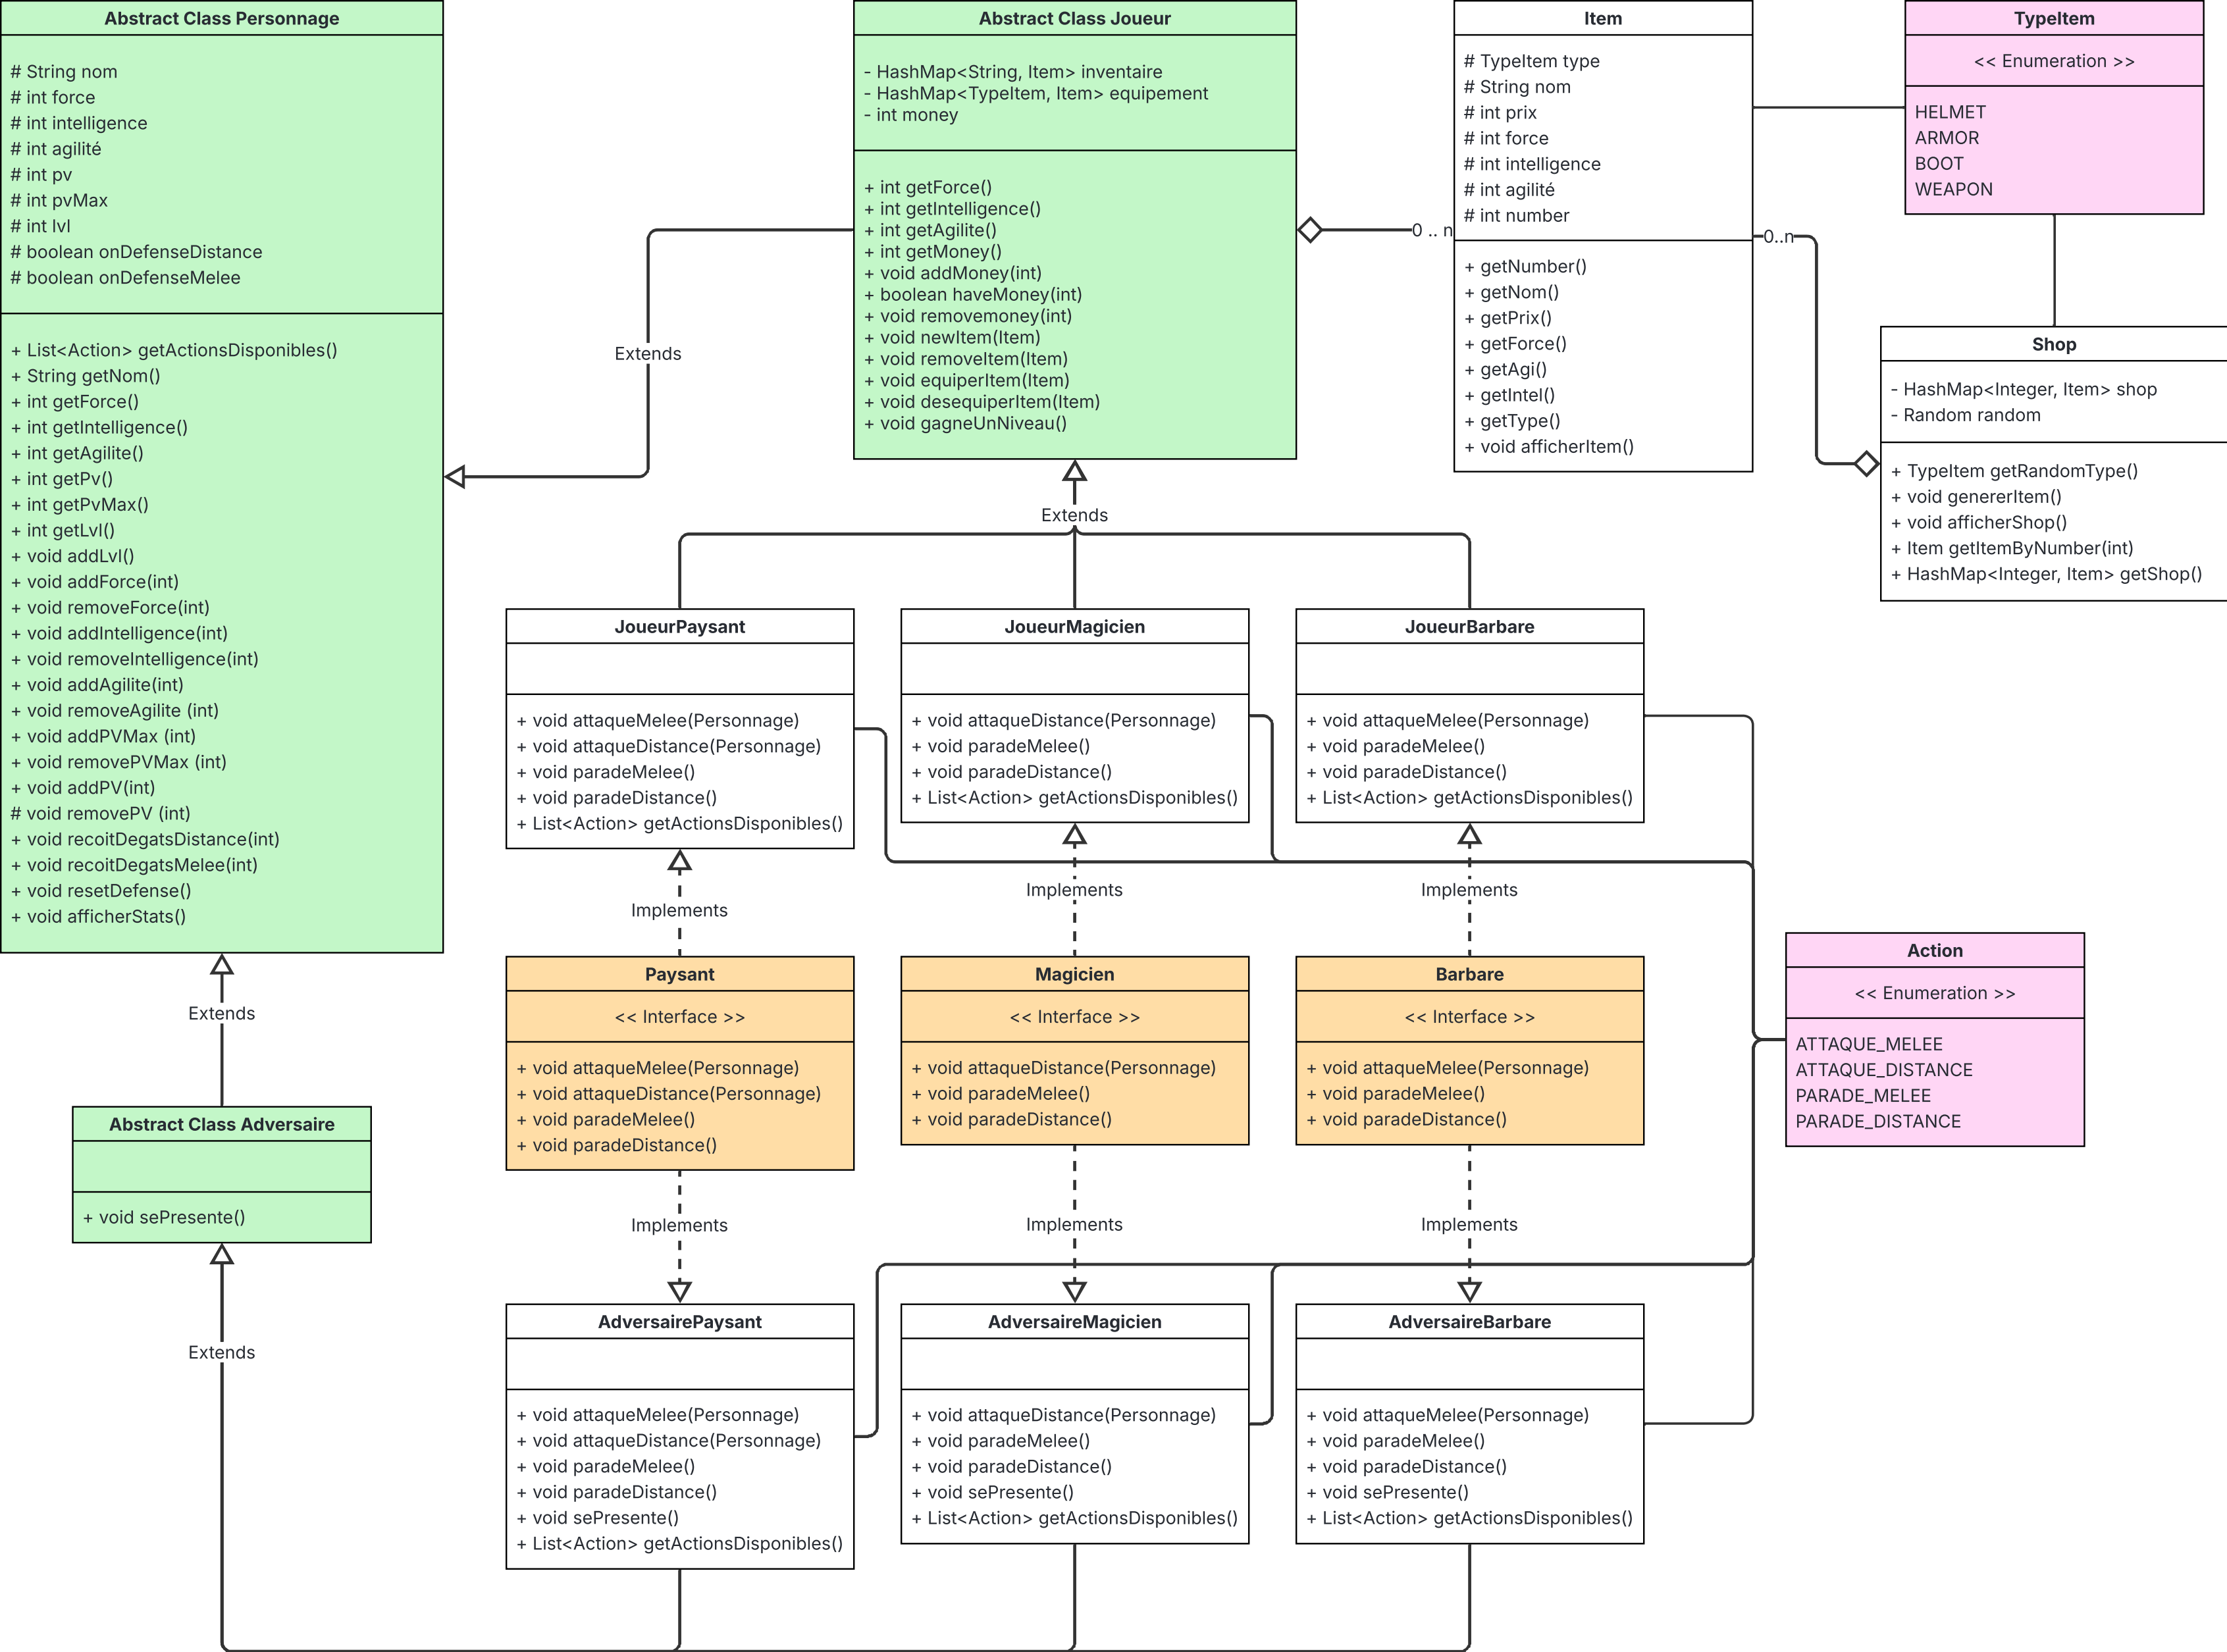 Abstract Class Personnage
# String nom
# int force
# int intelligence
# int agilité
# int pv
# int pvMax
# int lvl
# boolean onDefenseDistance
# boolean onDefenseMelee
+ List<Action> getActionsDisponibles()
+ String getNom()
+ int getForce()
+ int getIntelligence()
+ int getAgilite()
+ int getPv()
+ int getPvMax()
+ int getLvl()
+ void addLvl()
+ void addForce(int)
+ void removeForce(int)
+ void addIntelligence(int)
+ void removeIntelligence(int)
+ void addAgilite(int)
+ void removeAgilite (int)
+ void addPVMax (int)
+ void removePVMax (int)
+ void addPV(int)
# void removePV (int)
+ void recoitDegatsDistance(int)
+ void recoitDegatsMelee(int)
+ void resetDefense()
+ void afficherStats()
Extends
Abstract Class Joueur
- HashMap<String, Item> inventaire
- HashMap<TypeItem, Item> equipement
- int money
+ int getForce()
+ int getIntelligence()
+ int getAgilite()
+ int getMoney()
+ void addMoney(int)
+ boolean haveMoney(int)
+ void removemoney(int)
+ void newItem(Item)
+ void removeItem(Item)
+ void equiperItem(Item)
+ void desequiperItem(Item)
+ void gagneUnNiveau()
0 .. n
Item
# TypeItem type
# String nom
# int prix
# int force
# int intelligence
# int agilité
# int number
+ getNumber()
+ getNom()
+ getPrix()
+ getForce()
+ getAgi()
+ getIntel()
+ getType()
+ void afficherItem()
0..n
TypeItem
<< Enumeration >>
HELMET
ARMOR
BOOT
WEAPON
Shop
- HashMap<Integer, Item> shop
- Random random
+ TypeItem getRandomType()
+ void genererItem()
+ void afficherShop()
+ Item getItemByNumber(int)
+ HashMap<Integer, Item> getShop()
Extends
JoueurPaysant
+ void attaqueMelee(Personnage)
+ void attaqueDistance(Personnage)
+ void paradeMelee()
+ void paradeDistance()
+ List<Action> getActionsDisponibles()
JoueurMagicien
+ void attaqueDistance(Personnage)
+ void paradeMelee()
+ void paradeDistance()
+ List<Action> getActionsDisponibles()
JoueurBarbare
+ void attaqueMelee(Personnage)
+ void paradeMelee()
+ void paradeDistance()
+ List<Action> getActionsDisponibles()
Implements
Implements
Implements
Paysant
<< Interface >>
+ void attaqueMelee(Personnage)
+ void attaqueDistance(Personnage)
+ void paradeMelee()
+ void paradeDistance()
Magicien
<< Interface >>
+ void attaqueDistance(Personnage)
+ void paradeMelee()
+ void paradeDistance()
Barbare
<< Interface >>
+ void attaqueMelee(Personnage)
+ void paradeMelee()
+ void paradeDistance()
Action
<< Enumeration >>
ATTAQUE_MELEE
ATTAQUE_DISTANCE
PARADE_MELEE
PARADE_DISTANCE
Extends
Abstract Class Adversaire
+ void sePresente()
Implements
Implements
Implements
Extends
AdversairePaysant
+ void attaqueMelee(Personnage)
+ void attaqueDistance(Personnage)
+ void paradeMelee()
+ void paradeDistance()
+ void sePresente()
+ List<Action> getActionsDisponibles()
AdversaireMagicien
+ void attaqueDistance(Personnage)
+ void paradeMelee()
+ void paradeDistance()
+ void sePresente()
+ List<Action> getActionsDisponibles()
AdversaireBarbare
+ void attaqueMelee(Personnage)
+ void paradeMelee()
+ void paradeDistance()
+ void sePresente()
+ List<Action> getActionsDisponibles()